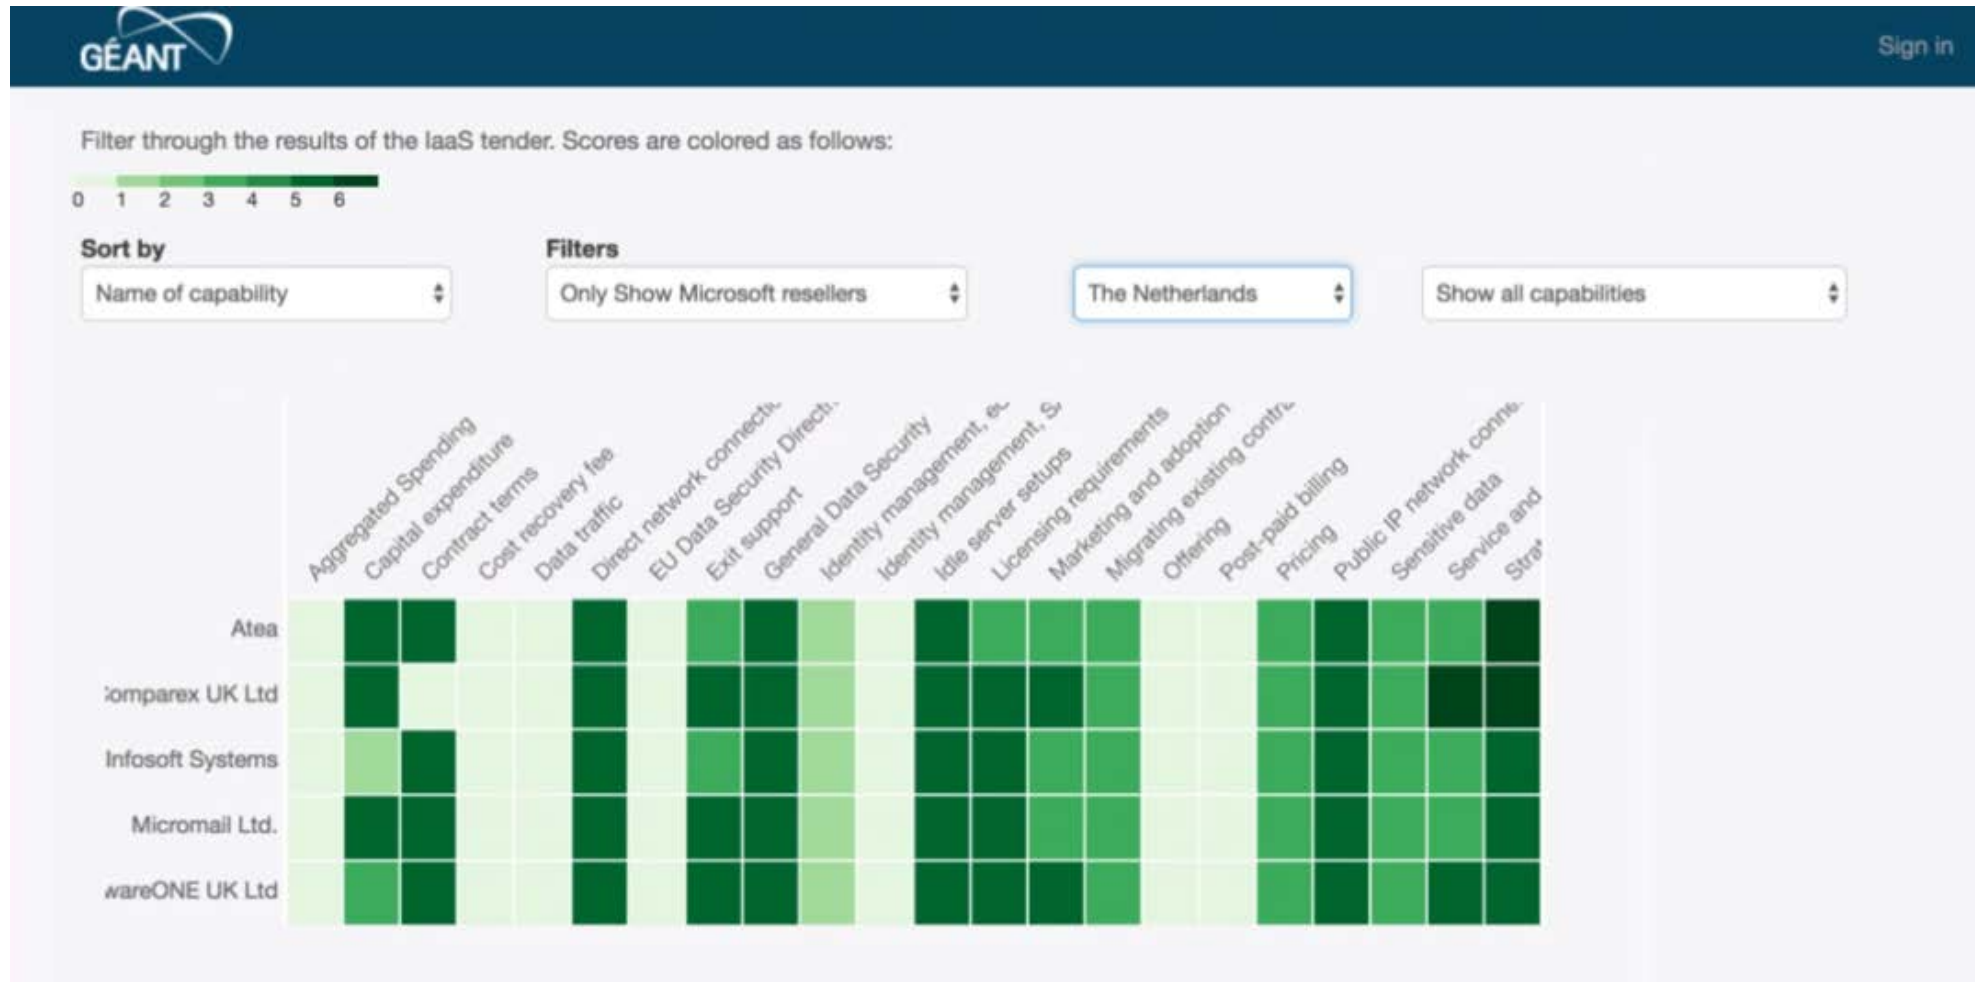 GÉANT
Sign in
Filter through the results of the IaaS tender. Scores are colored as follows:
0 1 2 3 4 5 6
Sort by
Filters
Name of capability
Only Show Microsoft resellers
The Netherlands
Show all capabilities
Aggregated Spending
Capital expenditure
Contract terms
Cost recovery fee
Data traffic
Direct network connecti
EU Data Security Direct
Exit support
General Data Security
Identity management,
Identity management,
Idle server setups
Licensing requirements
Marketing and adoption
Migrating existing contr
Offering
Post-paid billing
Pricing
Public IP network conne
Sensitive data
Service and
Strat
Atea
omparex UK Ltd
Infosoft Systems
Micromail Ltd.
wareONE UK Ltd